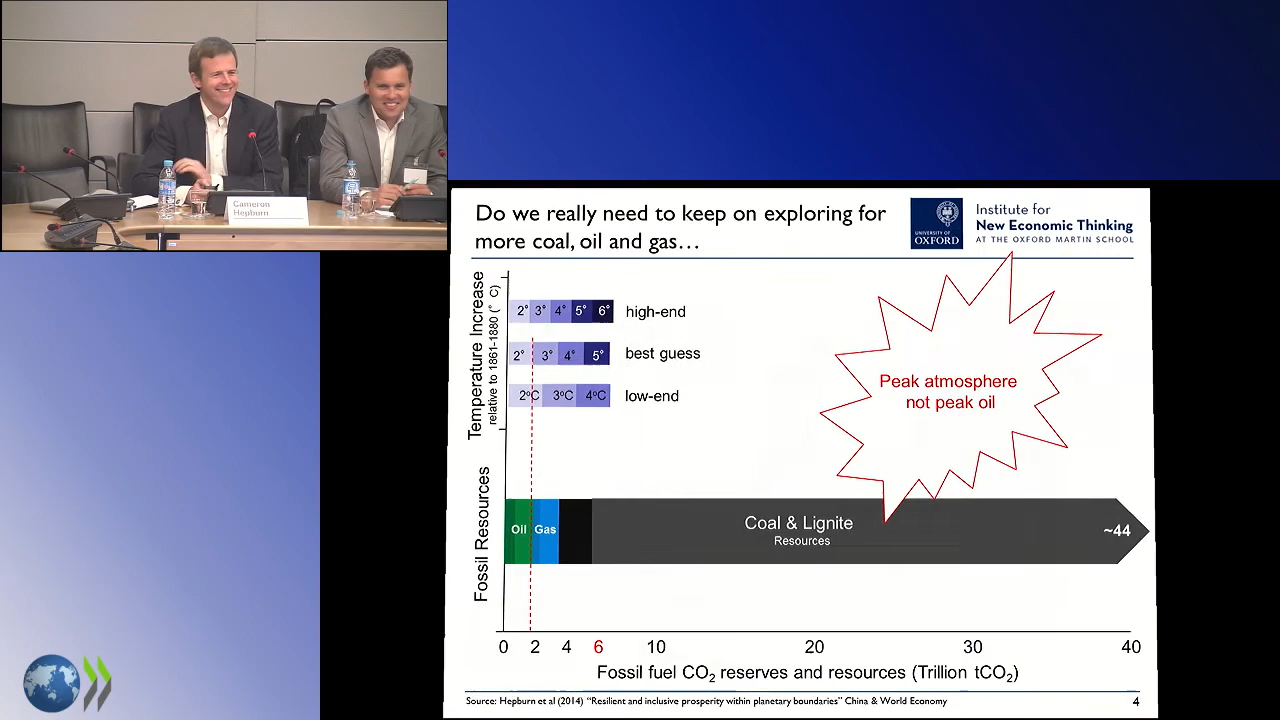 Cameron
Hepburn
Do we really need to keep on exploring for
more coal, oil and gas…
UNIVERSITY OF
OXFORD
Institute for
New Economic Thinking
AT THE OXFORD MARTIN SCHOOL
Temperature Increase
relative to 1861-1880 (° C)
2° 3° 4° 5° 6° high-end
2° 3° 4° 5° best guess
2ºC 3ºC 4ºC low-end
Peak atmosphere
not peak oil
Fossil Resources
Oil Gas Coal & Lignite ~44
Resources
0 2 4 6 10 20 30 40
Fossil fuel CO₂ reserves and resources (Trillion tCO₂)
Source: Hepburn et al (2014) “Resilient and inclusive prosperity within planetary boundaries” China & World Economy
4